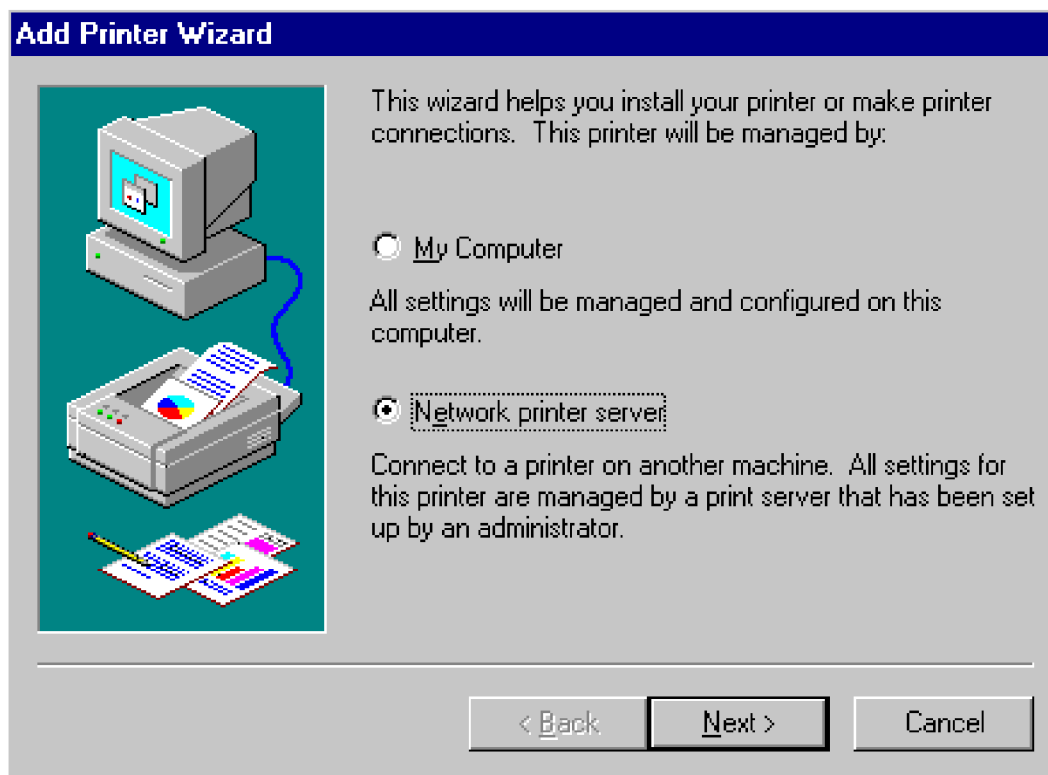 Add Printer Wizard
This wizard helps you install your printer or make printer
connections.  This printer will be managed by:
My Computer
All settings will be managed and configured on this
computer.
Network printer server
Connect to a printer on another machine.  All settings for
this printer are managed by a print server that has been set
up by an administrator.
< Back
Next >
Cancel